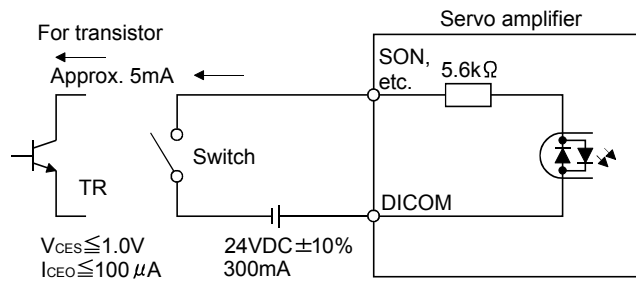 Servo amplifier
For transistor
Approx. 5mA
SON,
etc.
5.6kΩ
Switch
TR
DICOM
VCES≦1.0V
ICEO≦100μA
24VDC±10%
300mA